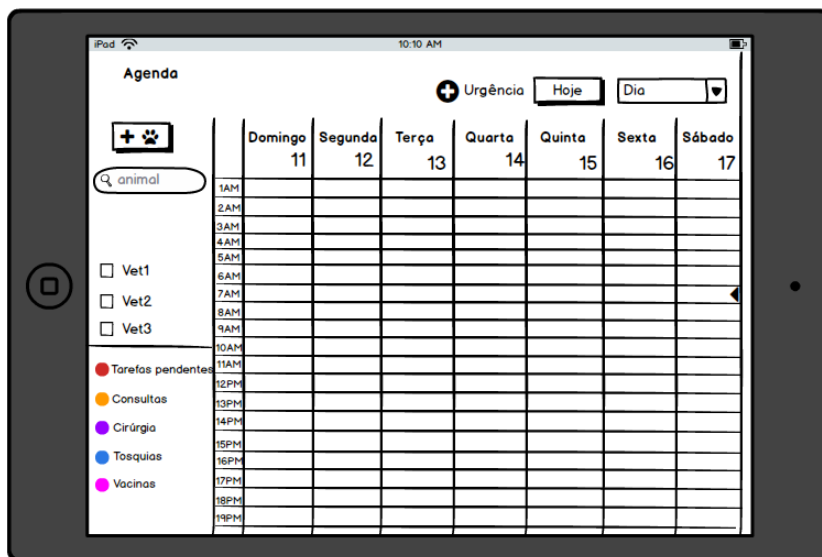 iPad 10:10 AM
Agenda
Urgência Hoje Dia
Domingo Segunda Terça Quarta Quinta Sexta Sábado
11 12 13 14 15 16 17
animal
1AM
2AM
3AM
4AM
5AM
Vet1
6AM
7AM
Vet2
8AM
Vet3
9AM
10AM
11AM
Tarefas pendentes
12PM
Consultas
13PM
14PM
Cirúrgia
15PM
Tosquias
16PM
17PM
Vacinas
18PM
19PM